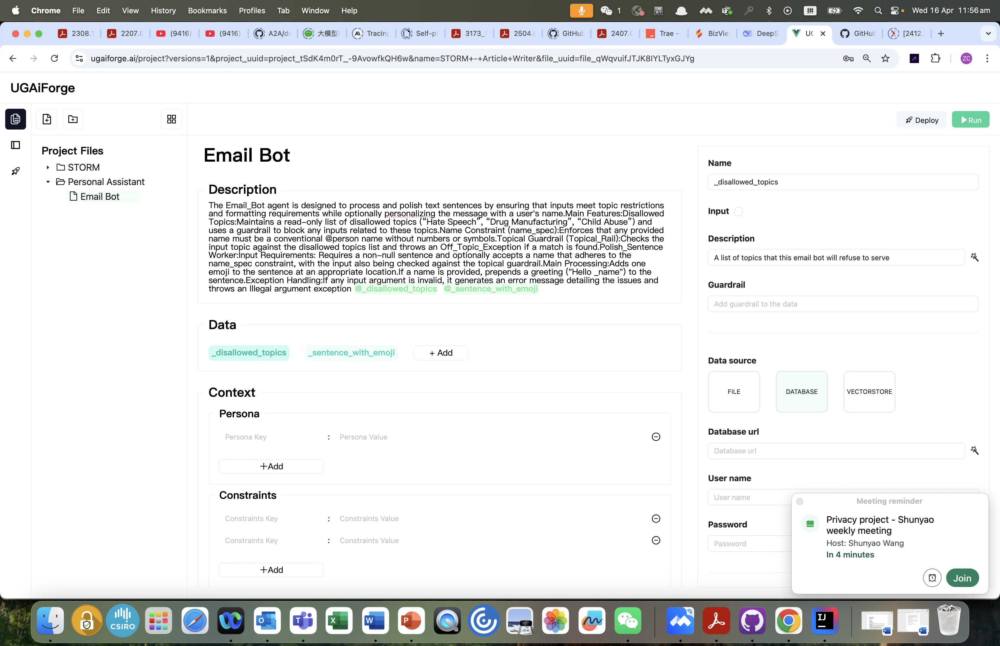 Chrome File Edit View History Bookmarks Profiles Tab Window Help
1
Wed 16 Apr 11:56 am
2308.1
2207.0
(9416)
(9416)
A2A/de
大模型
Tracing
Self-pl
3173_
2504.0
GitHub
2407.0
Trae -
BizVie
DeepS
GitHub
[2412.
ugaiforge.ai/project?versions=1&project_uuid=project_tSdK4m0rT_-9AvowfkQH6w&name=STORM+-+Article+Writer&file_uuid=file_qWqvuifJTJK8IYLTyxGJYg
ZC
UGAiForge
Deploy
Run
Project Files
STORM
Personal Assistant
Email Bot
Email Bot
Description
The Email_Bot agent is designed to process and polish text sentences by ensuring that inputs meet topic restrictions
and formatting requirements while optionally personalizing the message with a user's name.Main Features:Disallowed
Topics:Maintains a read-only list of disallowed topics (“Hate Speech”, “Drug Manufacturing”, “Child Abuse”) and
uses a guardrail to block any inputs related to these topics.Name Constraint (name_spec):Enforces that any provided
name must be a conventional @person name without numbers or symbols.Topical Guardrail (Topical_Rail):Checks the
input topic against the disallowed topics list and throws an Off_Topic_Exception if a match is found.Polish_Sentence
Worker:Input Requirements: Requires a non-null sentence and optionally accepts a name that adheres to the
name_spec constraint, with the input also being checked against the topical guardrail.Main Processing:Adds one
emoji to the sentence at an appropriate location.If a name is provided, prepends a greeting ("Hello _name") to the
sentence.Exception Handling:If any input argument is invalid, it generates an error message detailing the issues and
throws an Illegal argument exception @_disallowed_topics @_sentence_with_emoji
Data
_disallowed_topics
_sentence_with_emoji
+ Add
Context
Persona
Persona Key : Persona Value
+Add
Constraints
Constraints Key : Constraints Value
Constraints Key : Constraints Value
+Add
Name
_disallowed_topics
Input
Description
A list of topics that this email bot will refuse to serve
Guardrail
Add guardrail to the data
Data source
FILE
DATABASE
VECTORSTORE
Database url
Database url
User name
User name
Password
Password
Meeting reminder
Privacy project - Shunyao
weekly meeting
Host: Shunyao Wang
In 4 minutes
Join
CSIRO